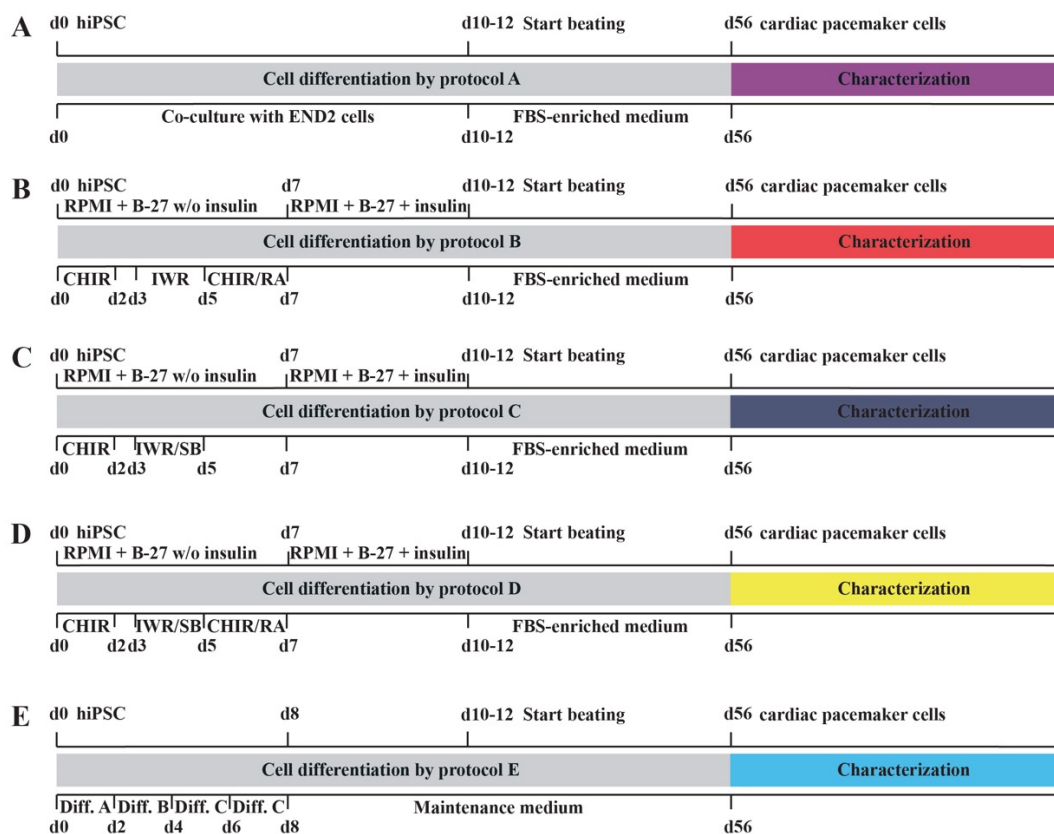 A
d0 hiPSC d10-12 Start beating d56 cardiac pacemaker cells
Cell differentiation by protocol A Characterization
Co-culture with END2 cells FBS-enriched medium
d0 d10-12 d56
B
d0 hiPSC d7 d10-12 Start beating d56 cardiac pacemaker cells
RPMI + B-27 w/o insulin RPMI + B-27 + insulin
Cell differentiation by protocol B Characterization
CHIR IWR CHIR/RA FBS-enriched medium
d0 d2 d3 d5 d7 d10-12 d56
C
d0 hiPSC d7 d10-12 Start beating d56 cardiac pacemaker cells
RPMI + B-27 w/o insulin RPMI + B-27 + insulin
Cell differentiation by protocol C Characterization
CHIR IWR/SB FBS-enriched medium
d0 d2 d3 d5 d7 d10-12 d56
D
d0 hiPSC d7 d10-12 Start beating d56 cardiac pacemaker cells
RPMI + B-27 w/o insulin RPMI + B-27 + insulin
Cell differentiation by protocol D Characterization
CHIR IWR/SB CHIR/RA FBS-enriched medium
d0 d2 d3 d5 d7 d10-12 d56
E
d0 hiPSC d8 d10-12 Start beating d56 cardiac pacemaker cells
Cell differentiation by protocol E Characterization
Diff. A Diff. B Diff. C Diff. C Maintenance medium
d0 d2 d4 d6 d8 d56